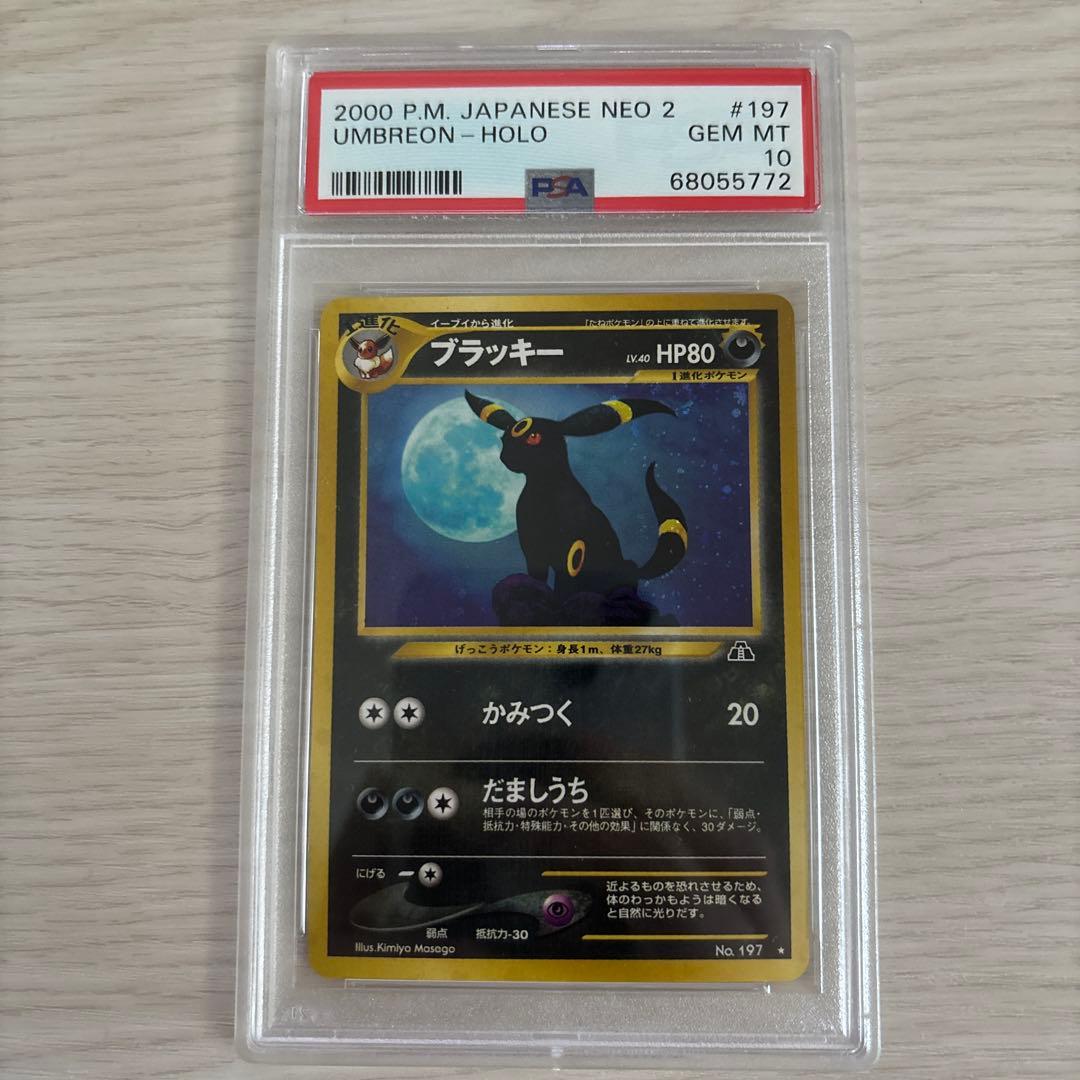 2000 P.M. JAPANESE NEO 2 #197
UMBREON - HOLO GEM MT
10
PSA 68055772
1進化
イーブイから進化 「たねポケモン」の上に重ねて進化させます。
ブラッキー LV.40 HP80
1進化ポケモン
げっこうポケモン：身長1m、体重27kg
かみつく 20
だましうち
相手の場のポケモンを1匹選び、そのポケモンに、「弱点・
抵抗力・特殊能力・その他の効果」に関係なく、30ダメージ。
にげる
近よるものを恐れさせるため、
体のわっかもようは暗くなる
と自然に光りだす。
弱点 抵抗力-30
Illus.Kimiya Masago No. 197 ★